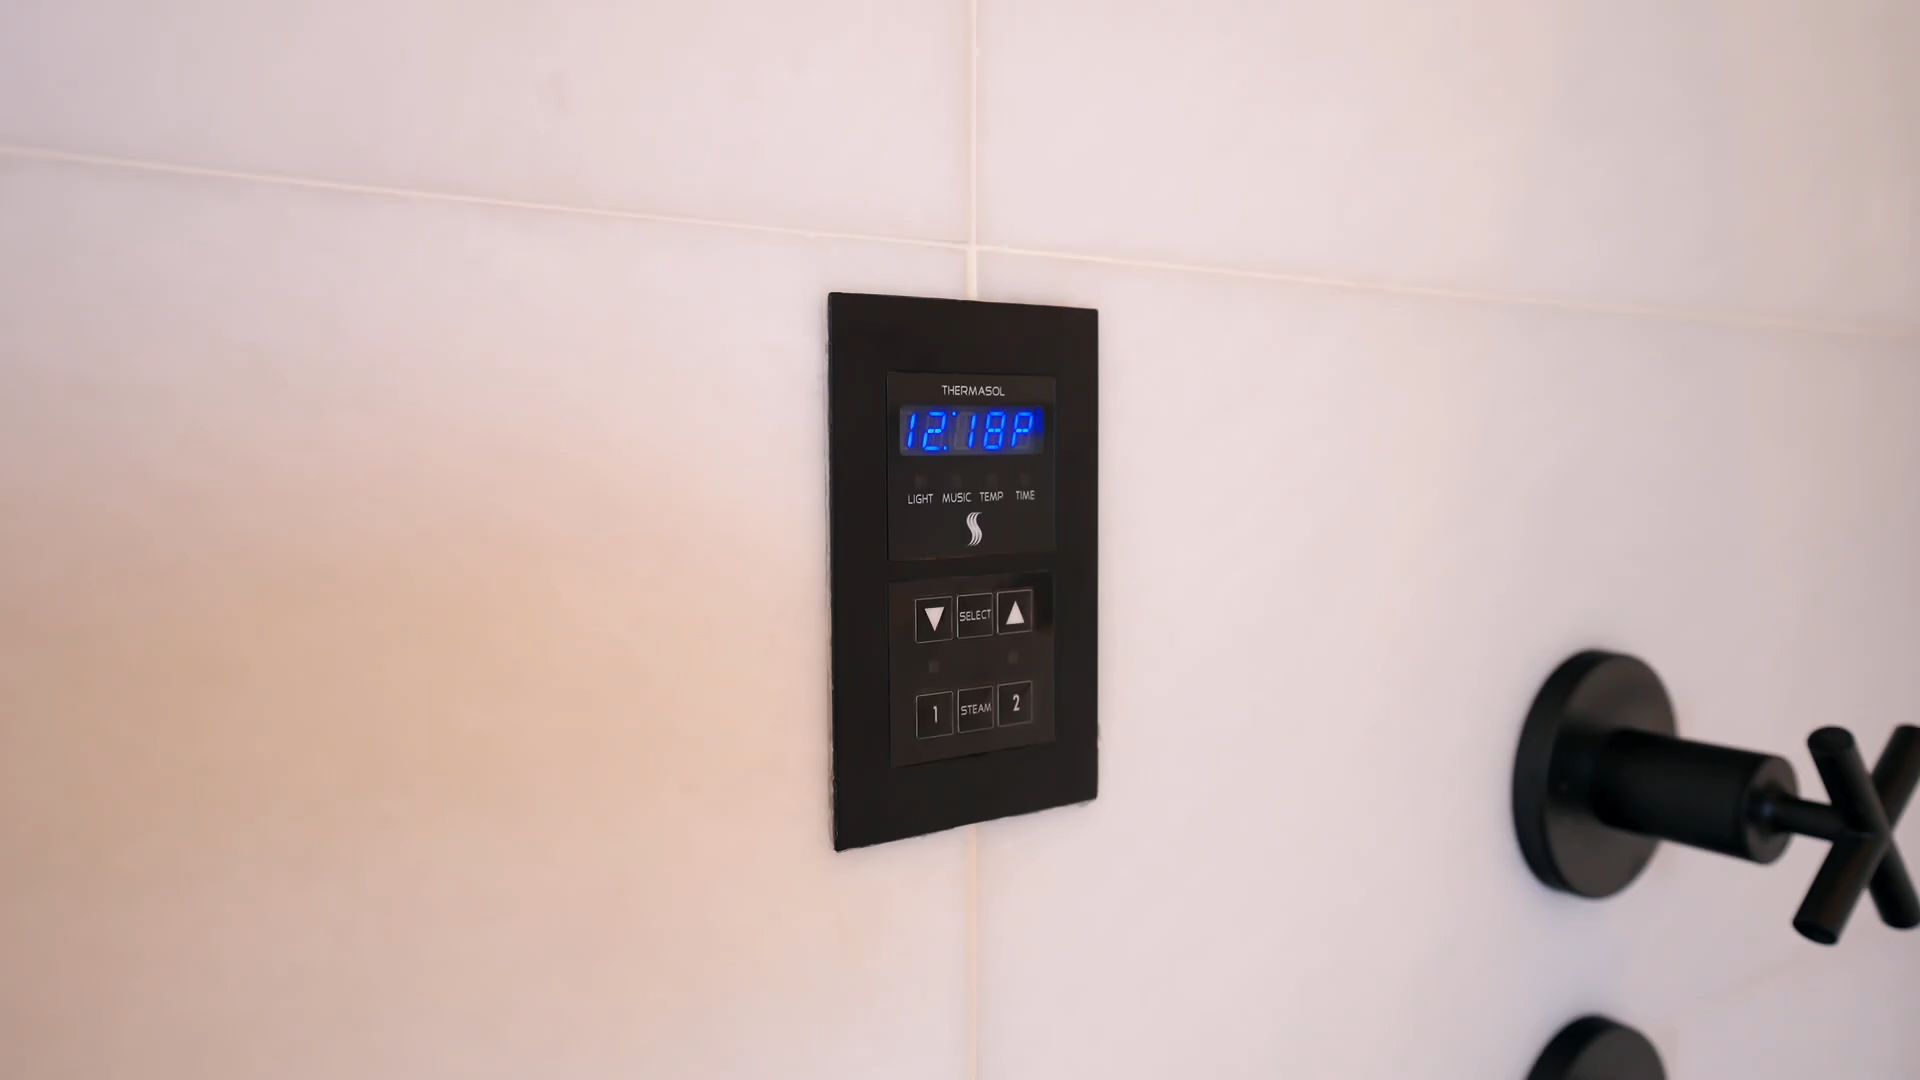 THERMASOL
12:18P
LIGHT MUSIC TEMP TIME
SELECT
1 STEAM 2